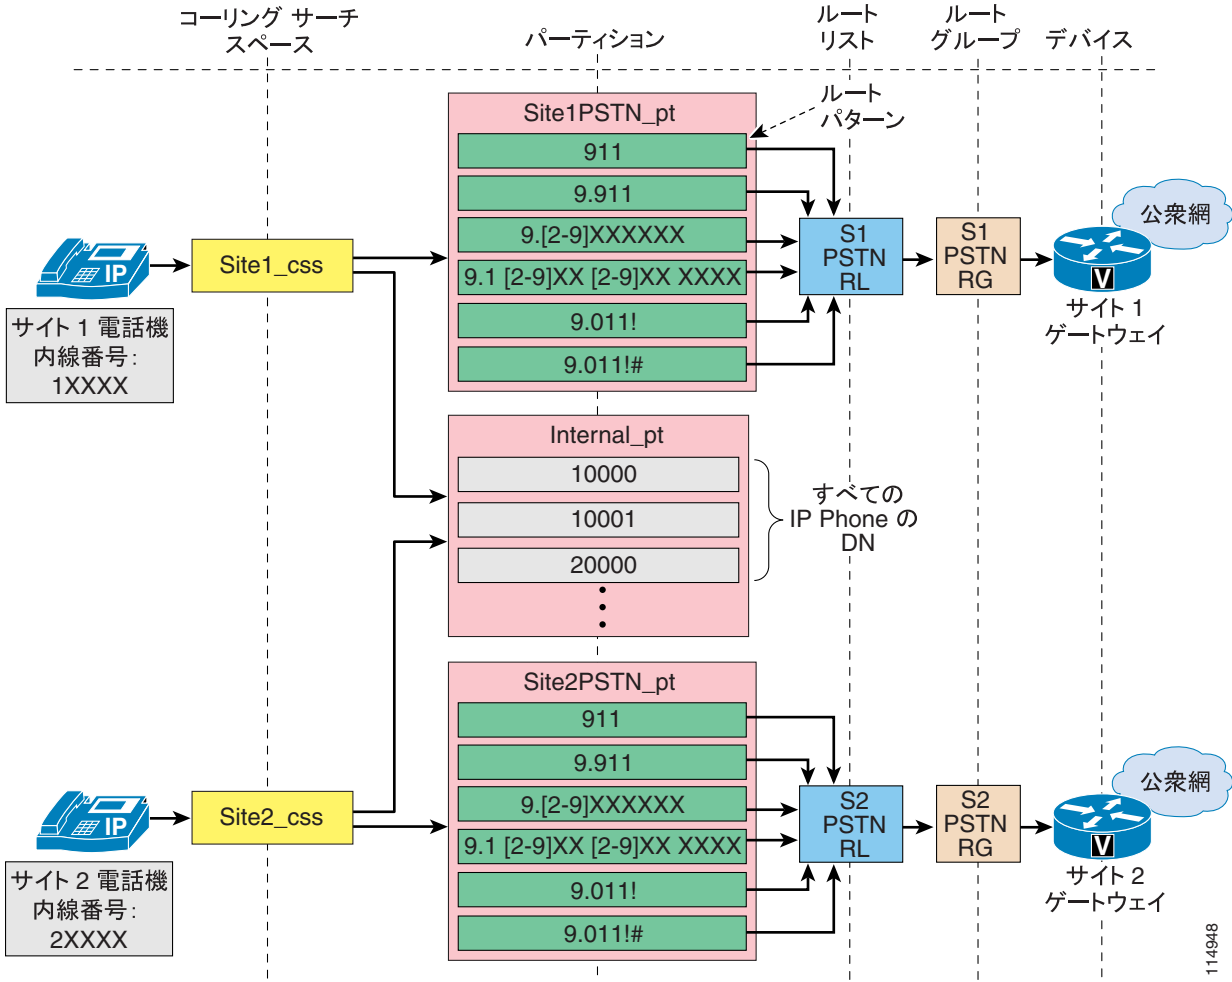 コーリング サーチ
スペース
パーティション
ルート
リスト
ルート
グループ
デバイス
Site1PSTN_pt
ルート
パターン
911
9.911
9.[2-9]XXXXXX
9.1 [2-9]XX [2-9]XX XXXX
9.011!
9.011!#
IP
Site1_css
S1
PSTN
RL
S1
PSTN
RG
公衆網
V
サイト 1
ゲートウェイ
サイト 1 電話機
内線番号:
1XXXX
Internal_pt
10000
10001
20000
すべての
IP Phone の
DN
Site2PSTN_pt
911
9.911
9.[2-9]XXXXXX
9.1 [2-9]XX [2-9]XX XXXX
9.011!
9.011!#
IP
Site2_css
S2
PSTN
RL
S2
PSTN
RG
公衆網
V
サイト 2
ゲートウェイ
サイト 2 電話機
内線番号:
2XXXX
114948